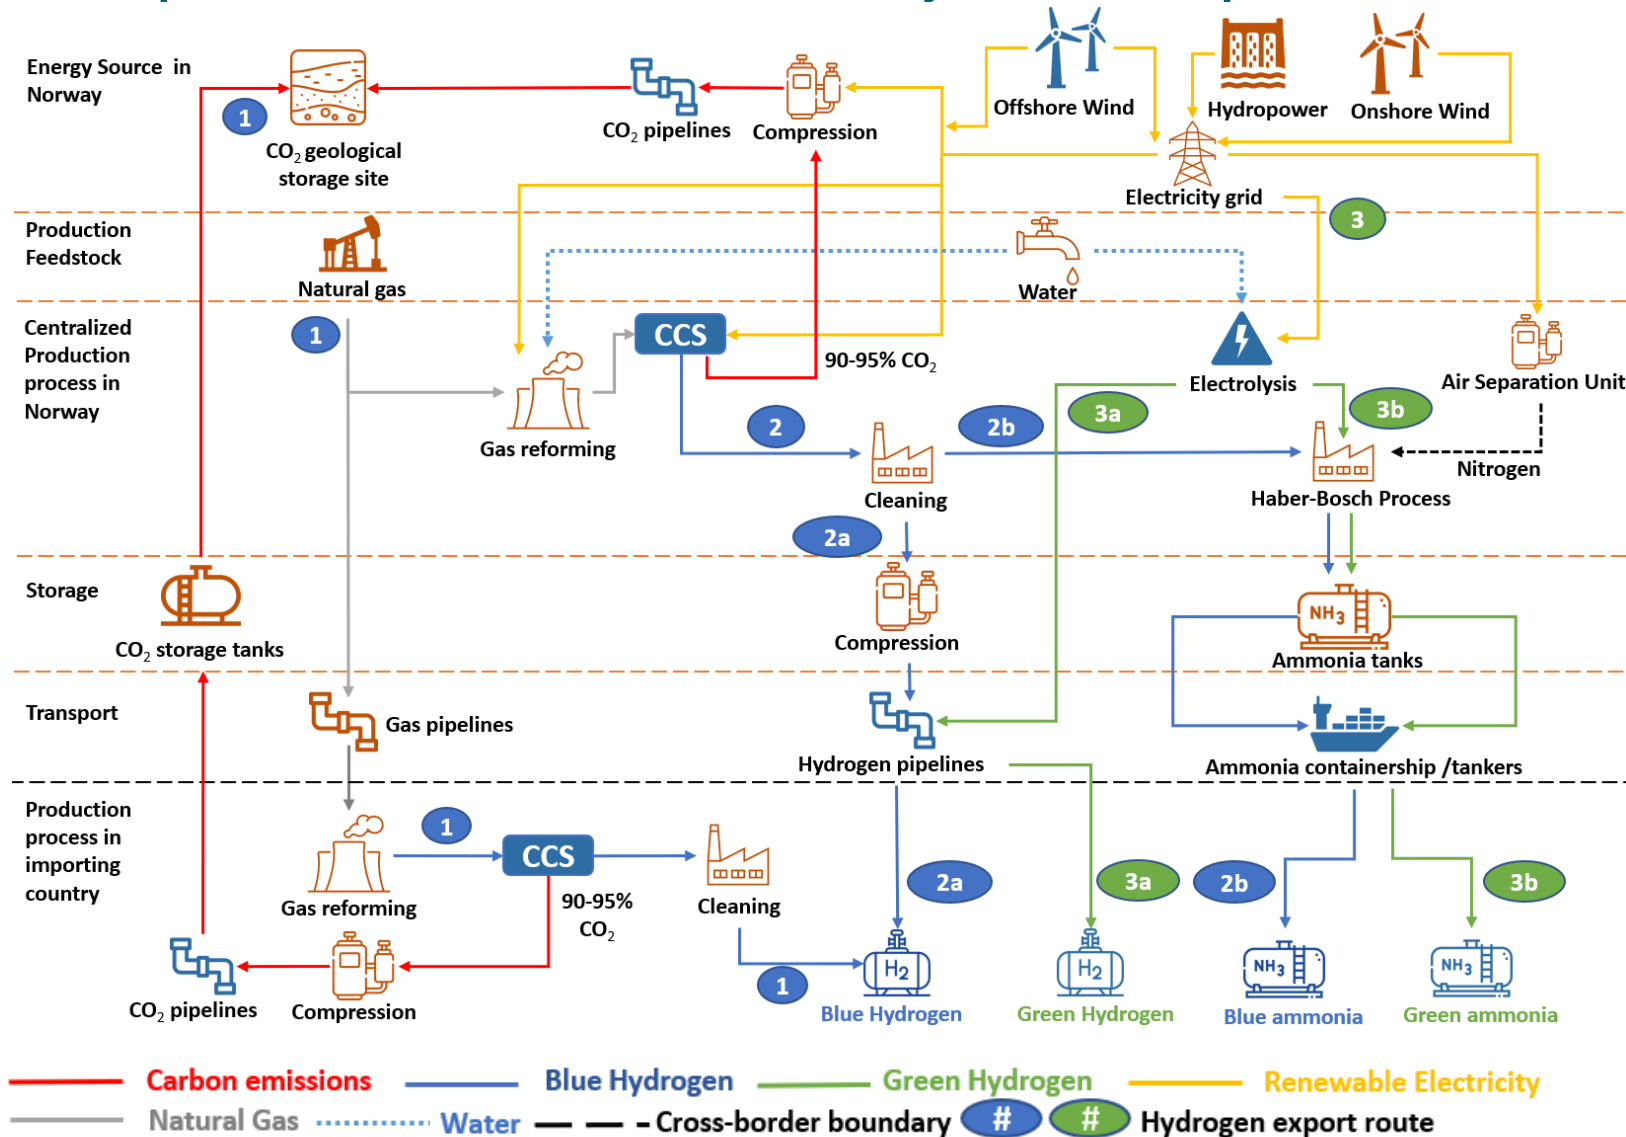 Energy Source in
Norway
1
CO2 geological
storage site
CO2 pipelines
Compression
Offshore Wind
Hydropower
Onshore Wind
Electricity grid
3
Production
Feedstock
Natural gas
Water
Centralized
Production
process in
Norway
1
Gas reforming
CCS
90-95% CO2
Electrolysis
Air Separation Unit
2
2b
3a
3b
Cleaning
Haber-Bosch Process
Nitrogen
2a
Storage
CO2 storage tanks
Compression
NH3
Ammonia tanks
Transport
Gas pipelines
Hydrogen pipelines
Ammonia containership /tankers
Production
process in
importing
country
Gas reforming
1
CCS
90-95%
CO2
Cleaning
2a
3a
2b
3b
CO2 pipelines
Compression
1
H2
Blue Hydrogen
H2
Green Hydrogen
NH3
Blue ammonia
NH3
Green ammonia
Carbon emissions
Blue Hydrogen
Green Hydrogen
Renewable Electricity
Natural Gas
Water
Cross-border boundary
#
#
Hydrogen export route